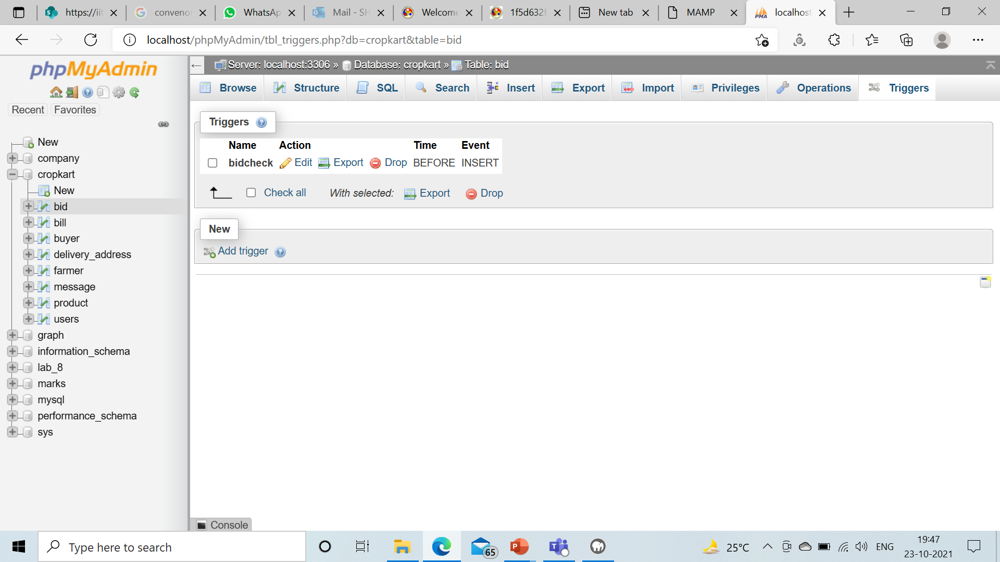 https://iit
convenor
WhatsAp
Mail - SH
Welcome
1f5d632f
New tab
MAMP
localhost
localhost/phpMyAdmin/tbl_triggers.php?db=cropkart&table=bid
phpMyAdmin
Recent Favorites
New
company
cropkart
New
bid
bill
buyer
delivery_address
farmer
message
product
users
graph
information_schema
lab_8
marks
mysql
performance_schema
sys
Server: localhost:3306 » Database: cropkart » Table: bid
Browse Structure SQL Search Insert Export Import Privileges Operations Triggers
Triggers
Name Action Time Event
bidcheck Edit Export Drop BEFORE INSERT
Check all With selected: Export Drop
New
Add trigger
Console
Type here to search
65
25°C
ENG
19:47
23-10-2021